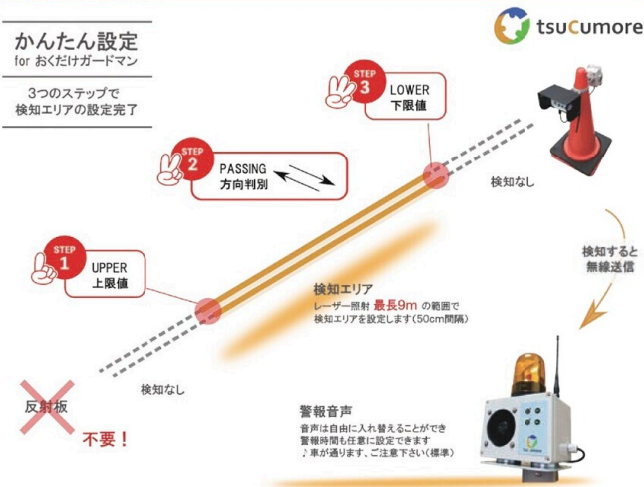 tsuCumore
かんたん設定
for おくだけガードマン
3つのステップで
検知エリアの設定完了
STEP
3
LOWER
下限値
STEP
2
PASSING
方向判別
検知なし
STEP
1
UPPER
上限値
検知すると
無線送信
検知エリア
レーザー照射 最長9m の範囲で
検知エリアを設定します(50cm間隔)
検知なし
反射板
不要！
警報音声
音声は自由に入れ替えることができ
警報時間も任意に設定できます
♪車が通ります、ご注意下さい(標準)